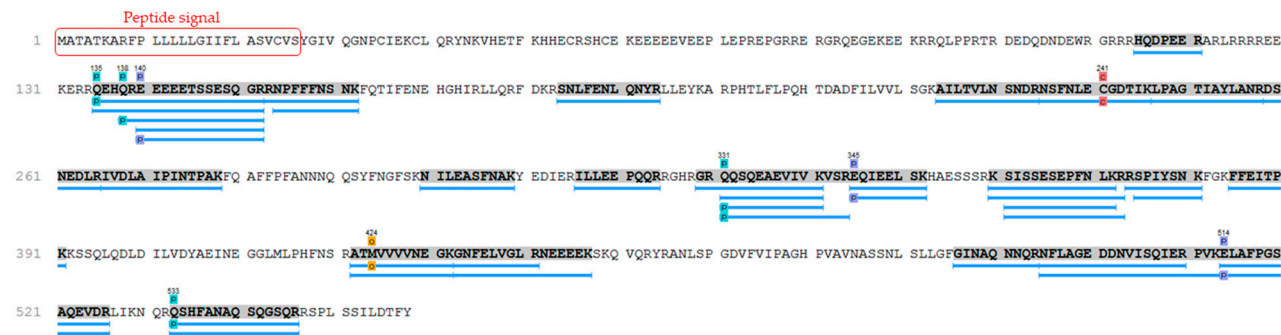 Peptide signal
1 MATATKARFP LLLLLGIIFL ASVCVSYGIV QGNPCIEKCL QRYNKVHETF KHHECRSHCE KEEEEEVEEP LEPREPGRRE RGRQEGEKEE KRRQLPPRTR DEDQDNDEWR GRRRHQDPEE RARLRRRREE
135 138 140 241
p p p c
131 KERRQEHQRE EEEETSSESQ GRRNPFFFNS NKFQTIFENE HGHIRLLQRF DKRSNLFENL QNYRLLEYKA RPHTLFLPQH TDADFILVVL SGKAILTVLN SNDRNSFNLE CGDTIKLPAG TIAYLANRDS
p c
p
p
p
331 345
p p
261 NEDLRIVDLA IPINTPAKFQ AFFPFANNNQ QSYFNGFSKN ILEASFNAKY EDIERILLEE PQQRRGHRGR QQSQEAEVIV KVSREQIEEL SKHAESSSRK SISSESEPFN LKRRSPIYSN KFGKFFEITP
p
p p
424 514
o p
391 KKSSQLQDLD ILVDYAEINE GGLMLPHFNS RATMVVVVNE GKGNFELVGL RNEEEEKSKQ VQRYRANLSP GDVFVIPAGH PVAVNASSNL SLLGFGINAQ NNQRNFLAGE DDNVISQIER PVKELAFPGS
o p
533
p
521 AQEVDRLIKN QRQSHFANAQ SQGSQRRSPL SSILDTFY
p